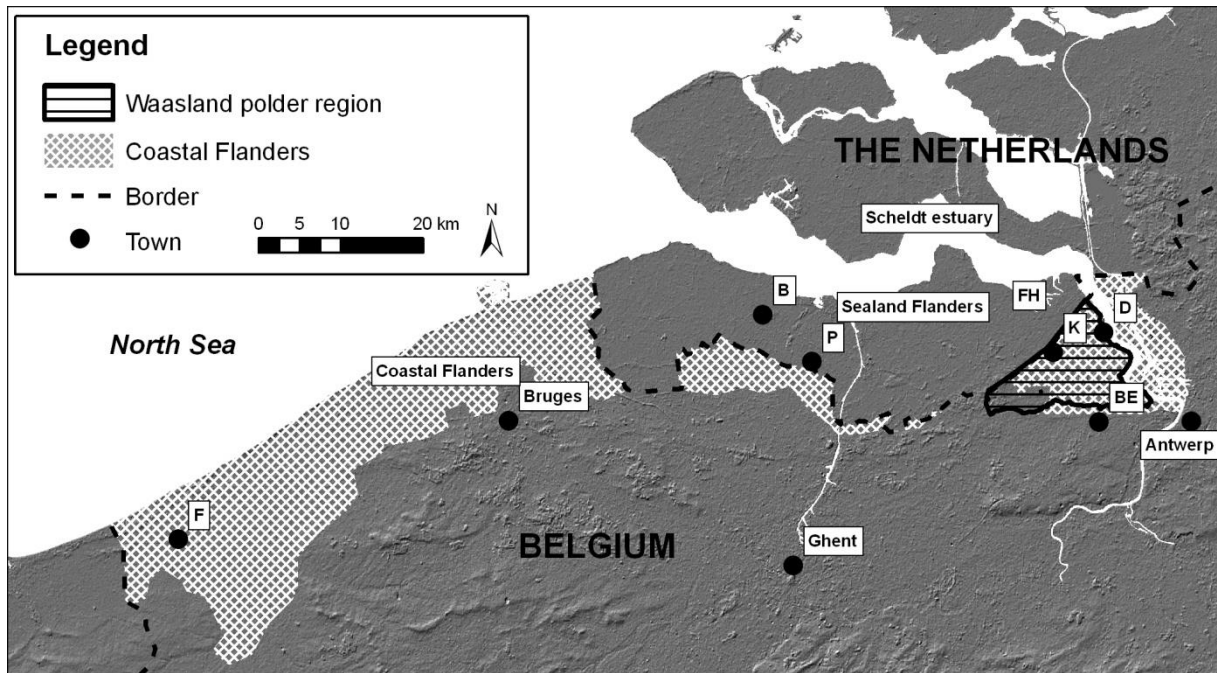 Legend
Waasland polder region
Coastal Flanders
Border
0 5 10 20 km
N
Town
THE NETHERLANDS
Scheldt estuary
B
Sealand Flanders
FH
D
P
K
North Sea
Coastal Flanders
Bruges
BE
Antwerp
F
BELGIUM
Ghent